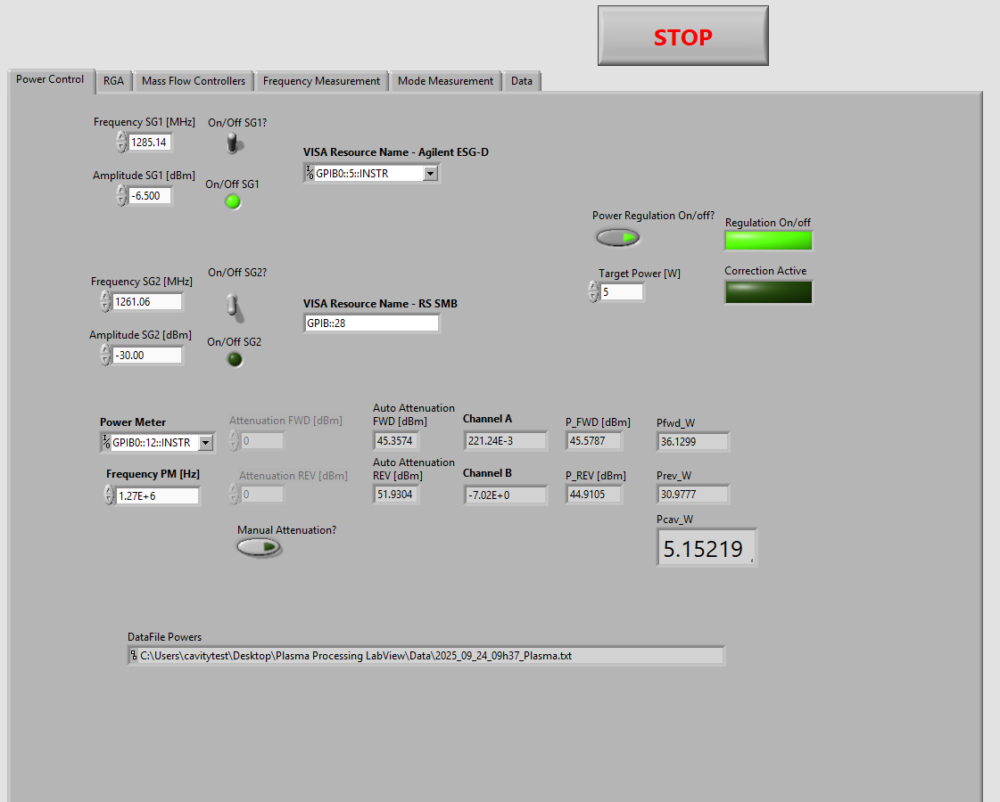 STOP
Power Control
RGA
Mass Flow Controllers
Frequency Measurement
Mode Measurement
Data
Frequency SG1 [MHz]
1285.14
On/Off SG1?
Amplitude SG1 [dBm]
-6.500
On/Off SG1
VISA Resource Name - Agilent ESG-D
GPIB0::5::INSTR
Power Regulation On/off?
Regulation On/off
Target Power [W]
5
Correction Active
Frequency SG2 [MHz]
1261.06
On/Off SG2?
Amplitude SG2 [dBm]
-30.00
On/Off SG2
VISA Resource Name - RS SMB
GPIB::28
Power Meter
GPIB0::12::INSTR
Attenuation FWD [dBm]
0
Auto Attenuation
FWD [dBm]
45.3574
Channel A
221.24E-3
P_FWD [dBm]
45.5787
Pfwd_W
36.1299
Frequency PM [Hz]
1.27E+6
Attenuation REV [dBm]
0
Auto Attenuation
REV [dBm]
51.9304
Channel B
-7.02E+0
P_REV [dBm]
44.9105
Prev_W
30.9777
Manual Attenuation?
Pcav_W
5.15219
DataFile Powers
C:\Users\cavitytest\Desktop\Plasma Processing LabView\Data\2025_09_24_09h37_Plasma.txt